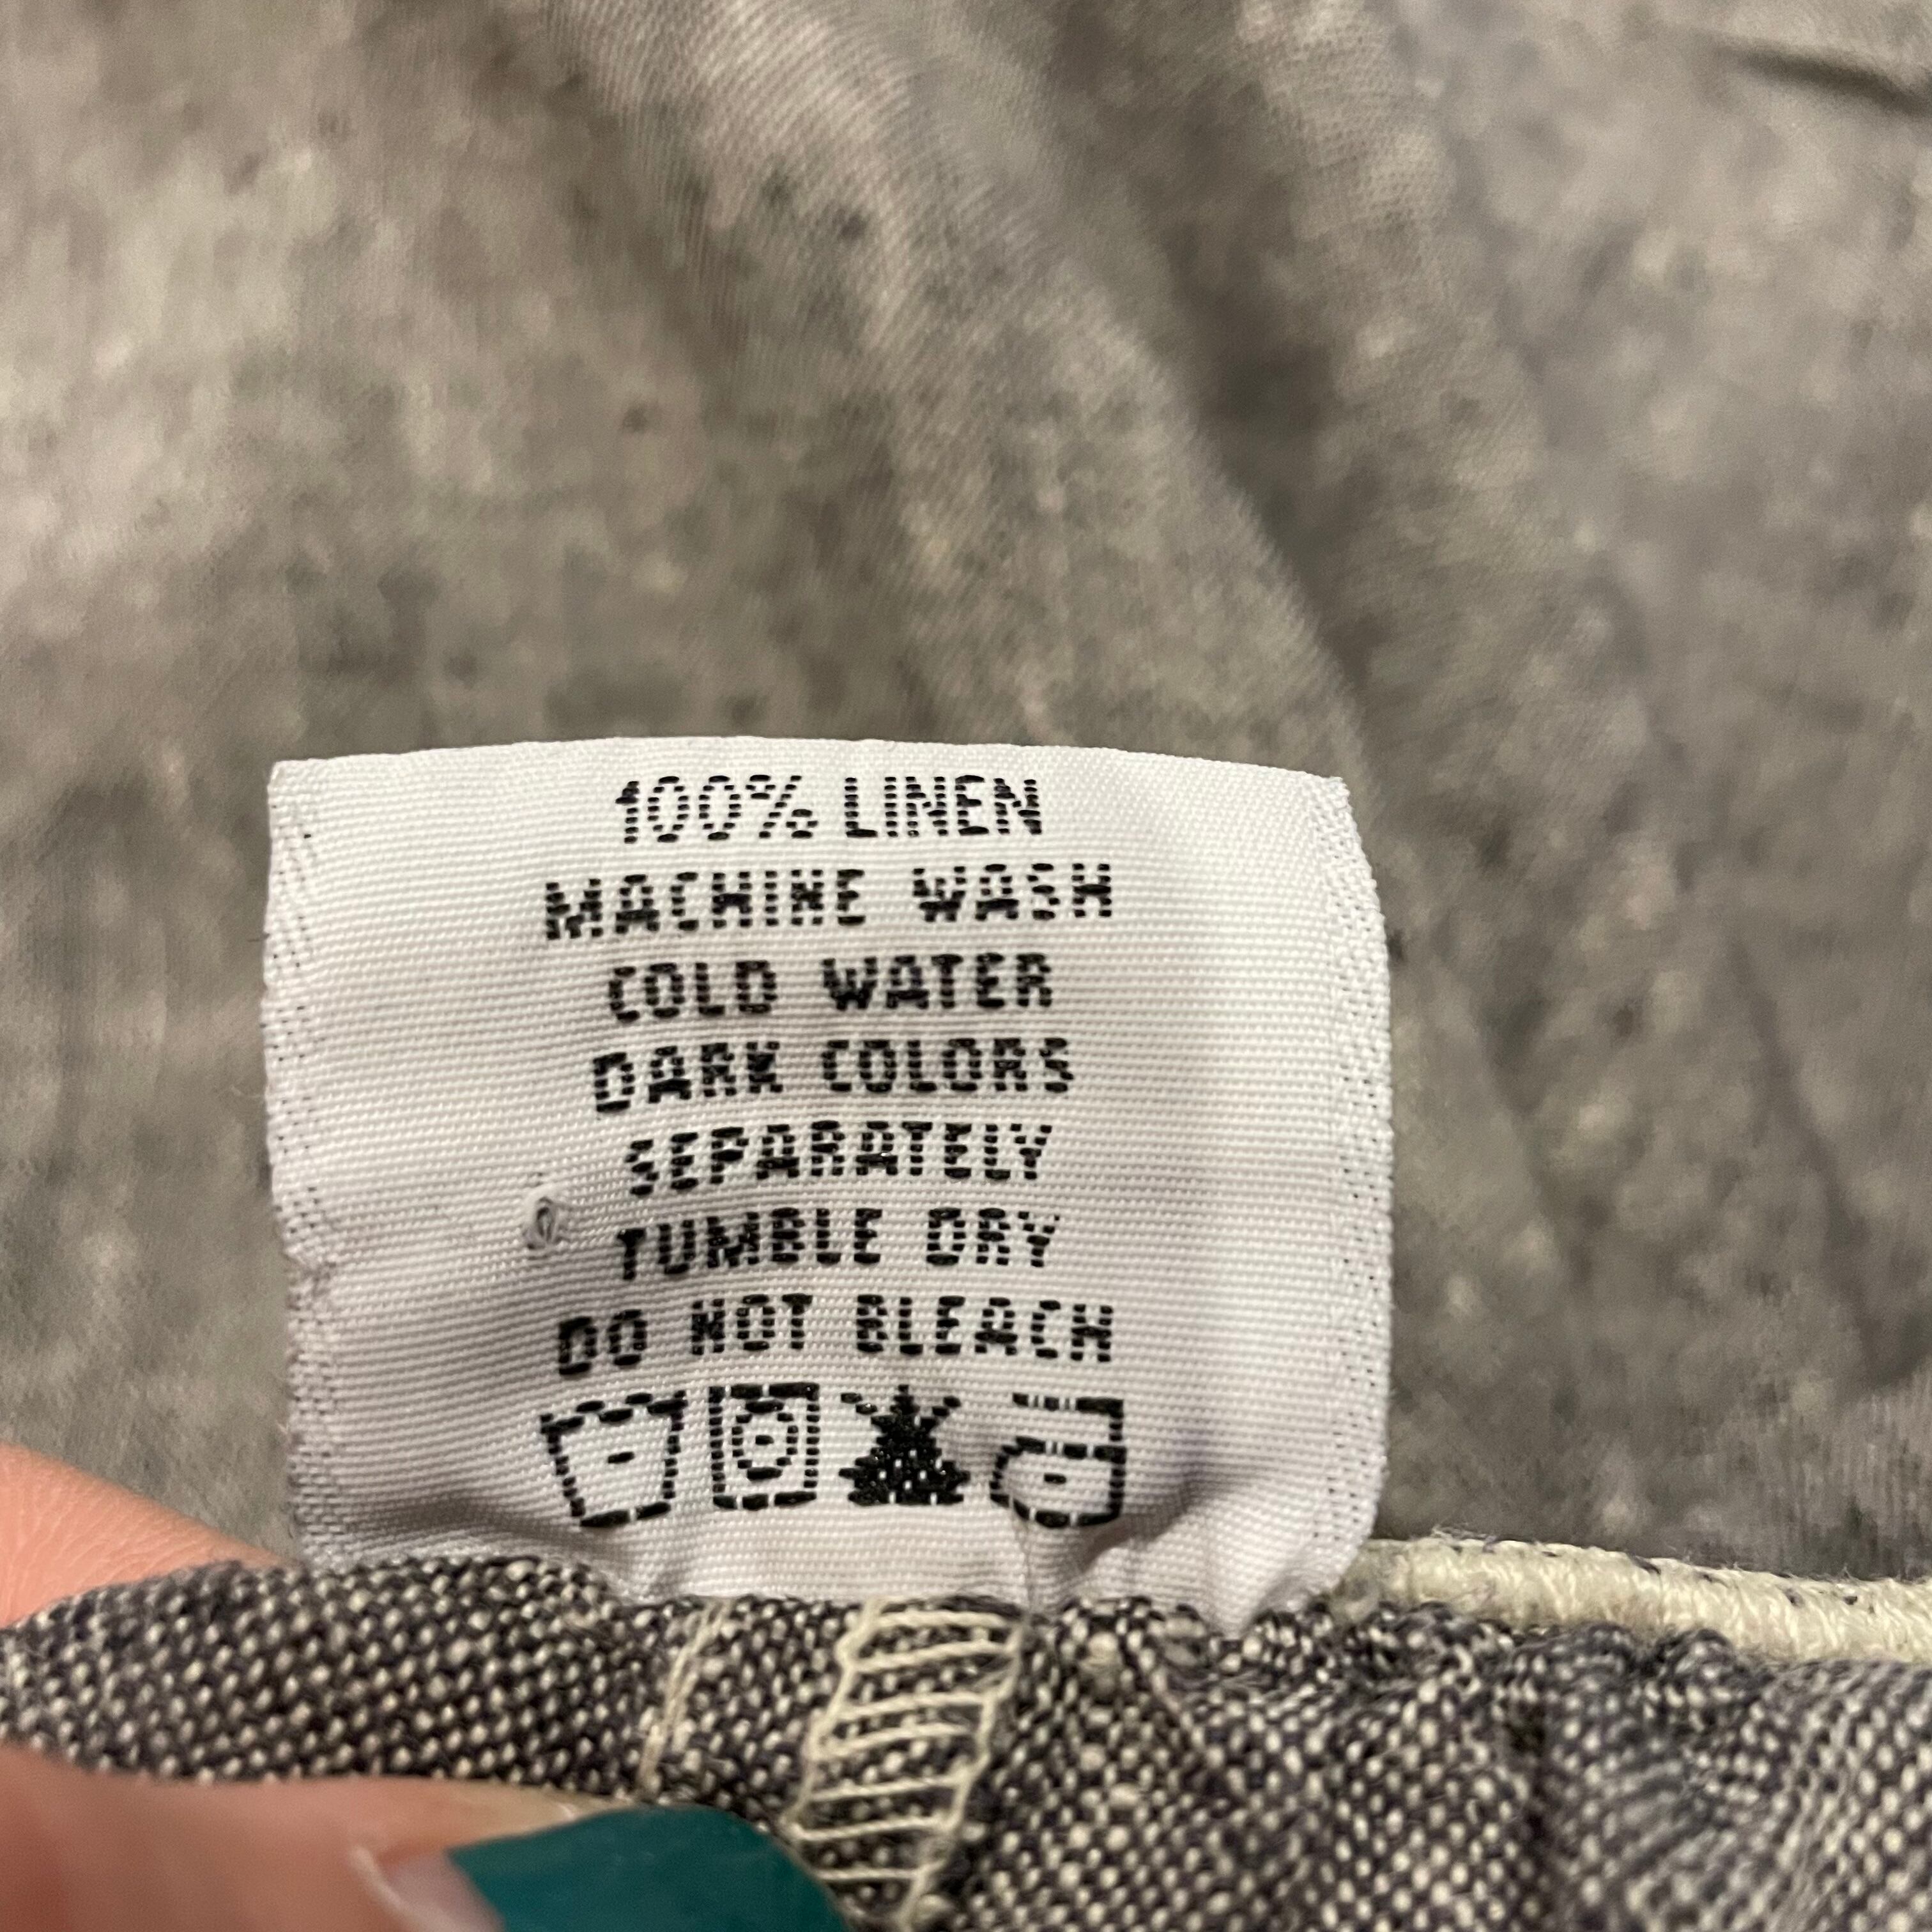 100% LINEN
MACHINE WASH
COLD WATER
DARK COLORS
SEPARATELY
TUMBLE DRY
DO NOT BLEACH